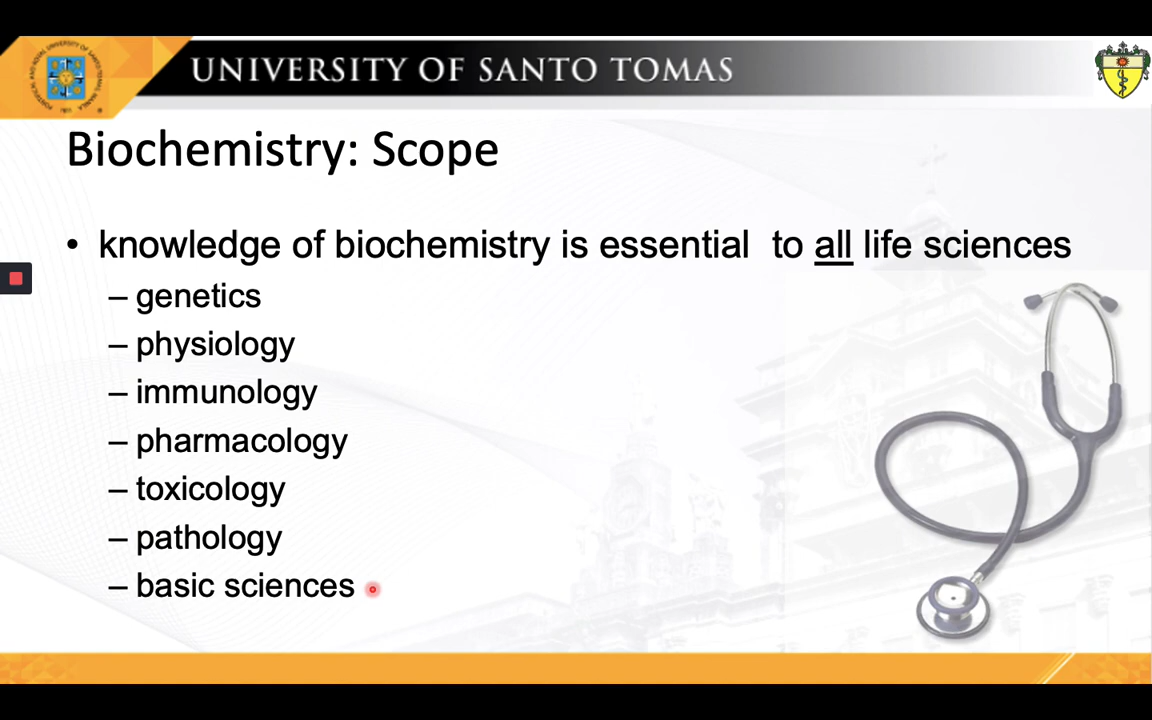 UNIVERSITY OF SANTO TOMAS
Biochemistry: Scope
• knowledge of biochemistry is essential  to all life sciences
– genetics
– physiology
– immunology
– pharmacology
– toxicology
– pathology
– basic sciences